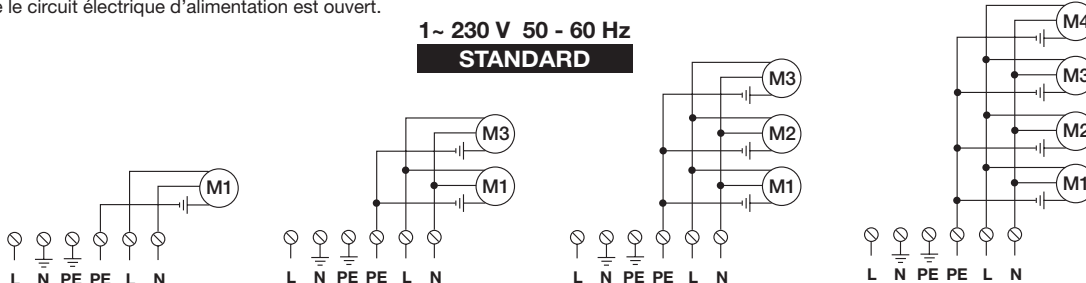 le circuit électrique d'alimentation est ouvert.
1~ 230 V 50 - 60 Hz
STANDARD
M1
L N PE PE L N
M3
M1
L N PE PE L N
M3
M2
M1
L N PE PE L N
M4
M3
M2
M1
L N PE PE L N